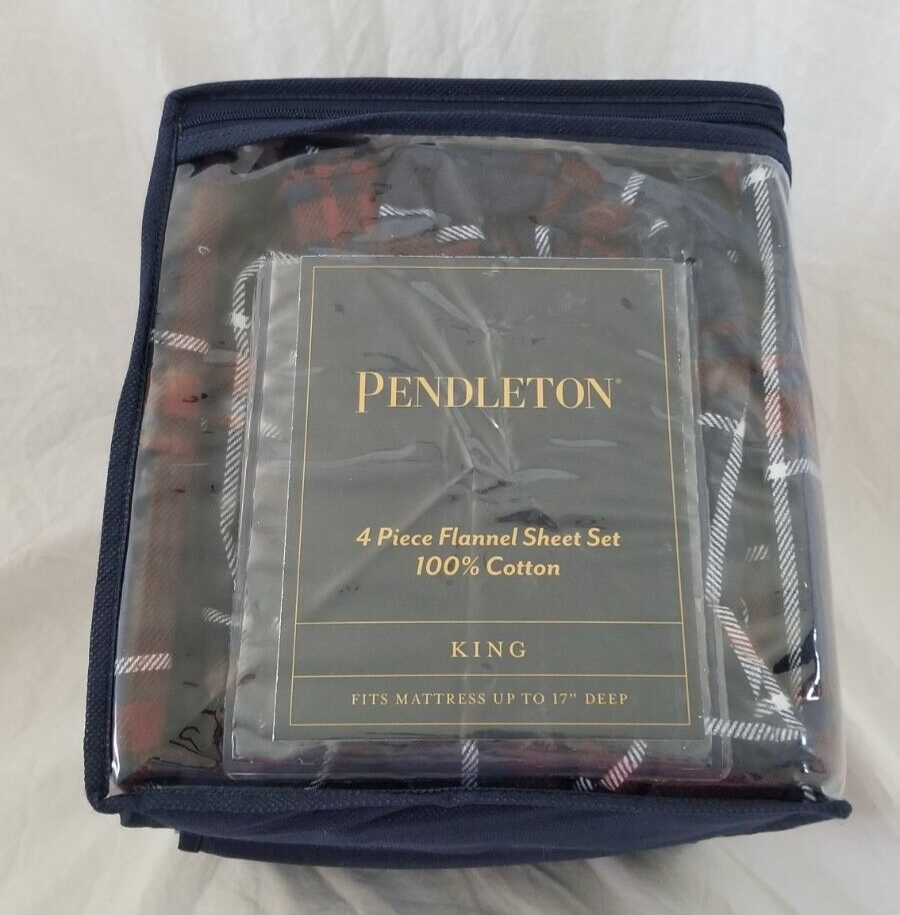 PENDLETON®
4 Piece Flannel Sheet Set
100% Cotton
KING
FITS MATTRESS UP TO 17" DEEP